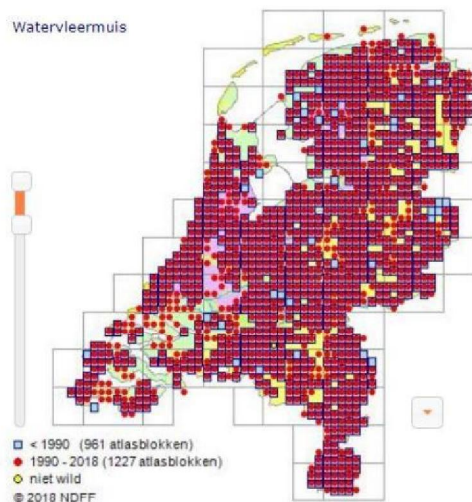 Watervleermuis
< 1990 (961 atlasblokken)
1990 - 2018 (1227 atlasblokken)
niet wild
© 2018 NDFF